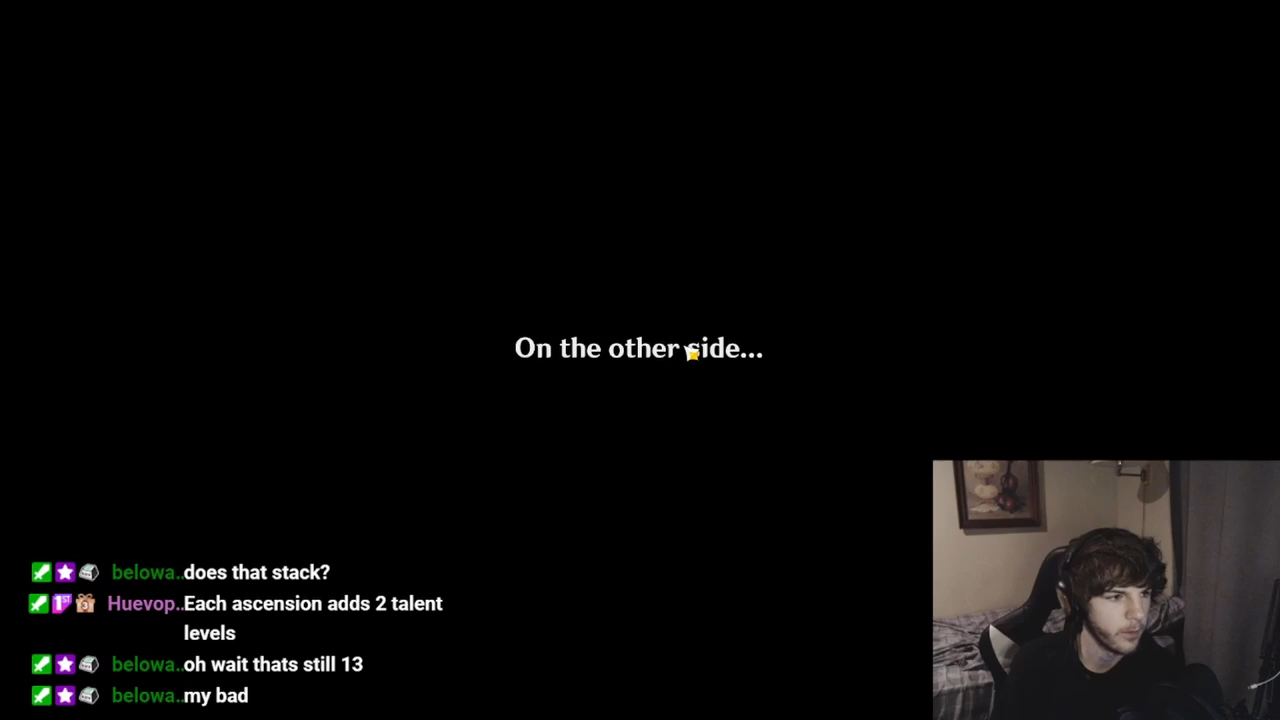 On the other side...
belowa.. does that stack?
Huevop.. Each ascension adds 2 talent
levels
belowa.. oh wait thats still 13
belowa.. my bad